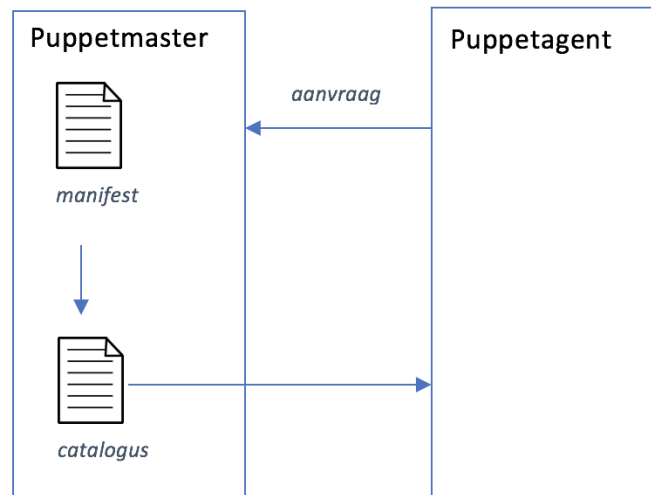 Puppetmaster
Puppetagent
aanvraag
manifest
catalogus